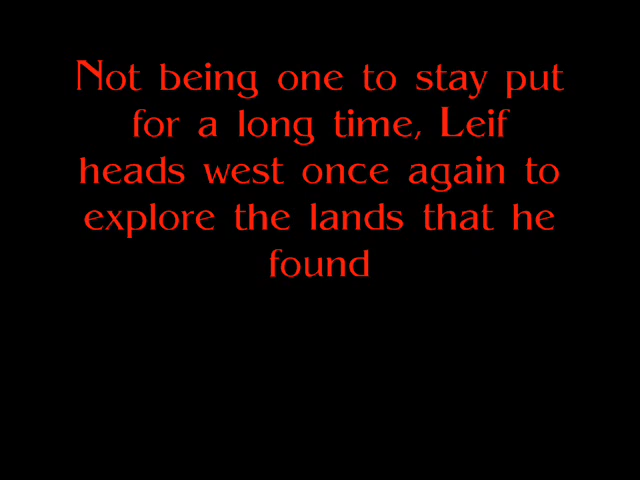 Not being one to stay put
for a long time, Leif
heads west once again to
explore the lands that he
found